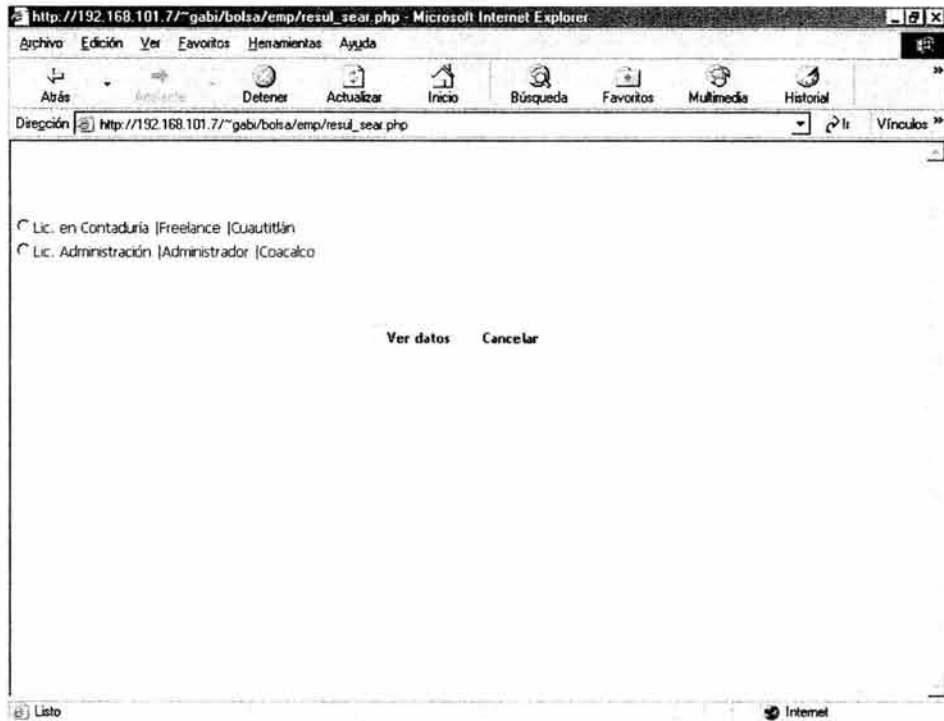 http://192.168.101.7/~gabi/bolsa/emp/resul_sear.php - Microsoft Internet Explorer
Archivo Edición Ver Favoritos Herramientas Ayuda
Atrás Adelante Detener Actualizar Inicio Búsqueda Favoritos Multimedia Historial »
Dirección http://192.168.101.7/~gabi/bolsa/emp/resul_sear.php Ir Vínculos »
Lic. en Contaduría |Freelance |Cuautitlán
Lic. Administración |Administrador |Coacalco
Ver datos Cancelar
Listo Internet